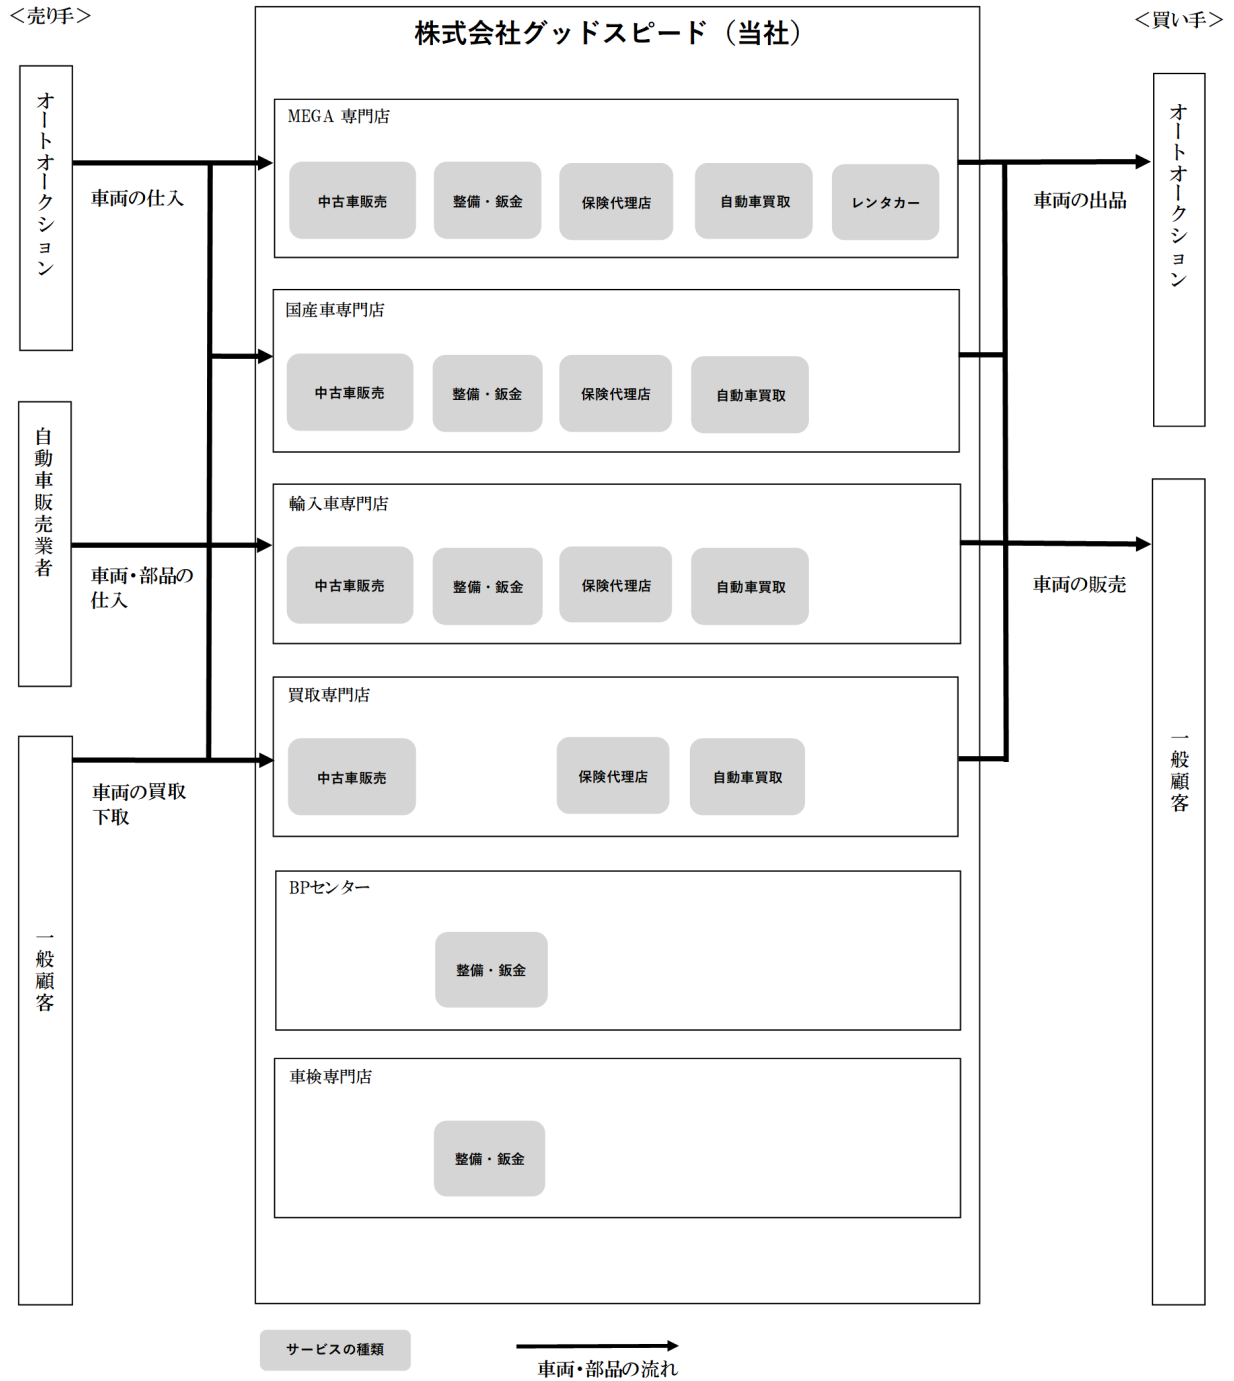 ＜売り手＞
株式会社グッドスピード（当社）
＜買い手＞
オートオークション
車両の仕入
自動車販売業者
車両・部品の
仕入
一般顧客
車両の買取
下取
MEGA 専門店
中古車販売
整備・鈑金
保険代理店
自動車買取
レンタカー
国産車専門店
中古車販売
整備・鈑金
保険代理店
自動車買取
輸入車専門店
中古車販売
整備・鈑金
保険代理店
自動車買取
買取専門店
中古車販売
保険代理店
自動車買取
BPセンター
整備・鈑金
車検専門店
整備・鈑金
車両の出品
オートオークション
車両の販売
一般顧客
サービスの種類
車両・部品の流れ